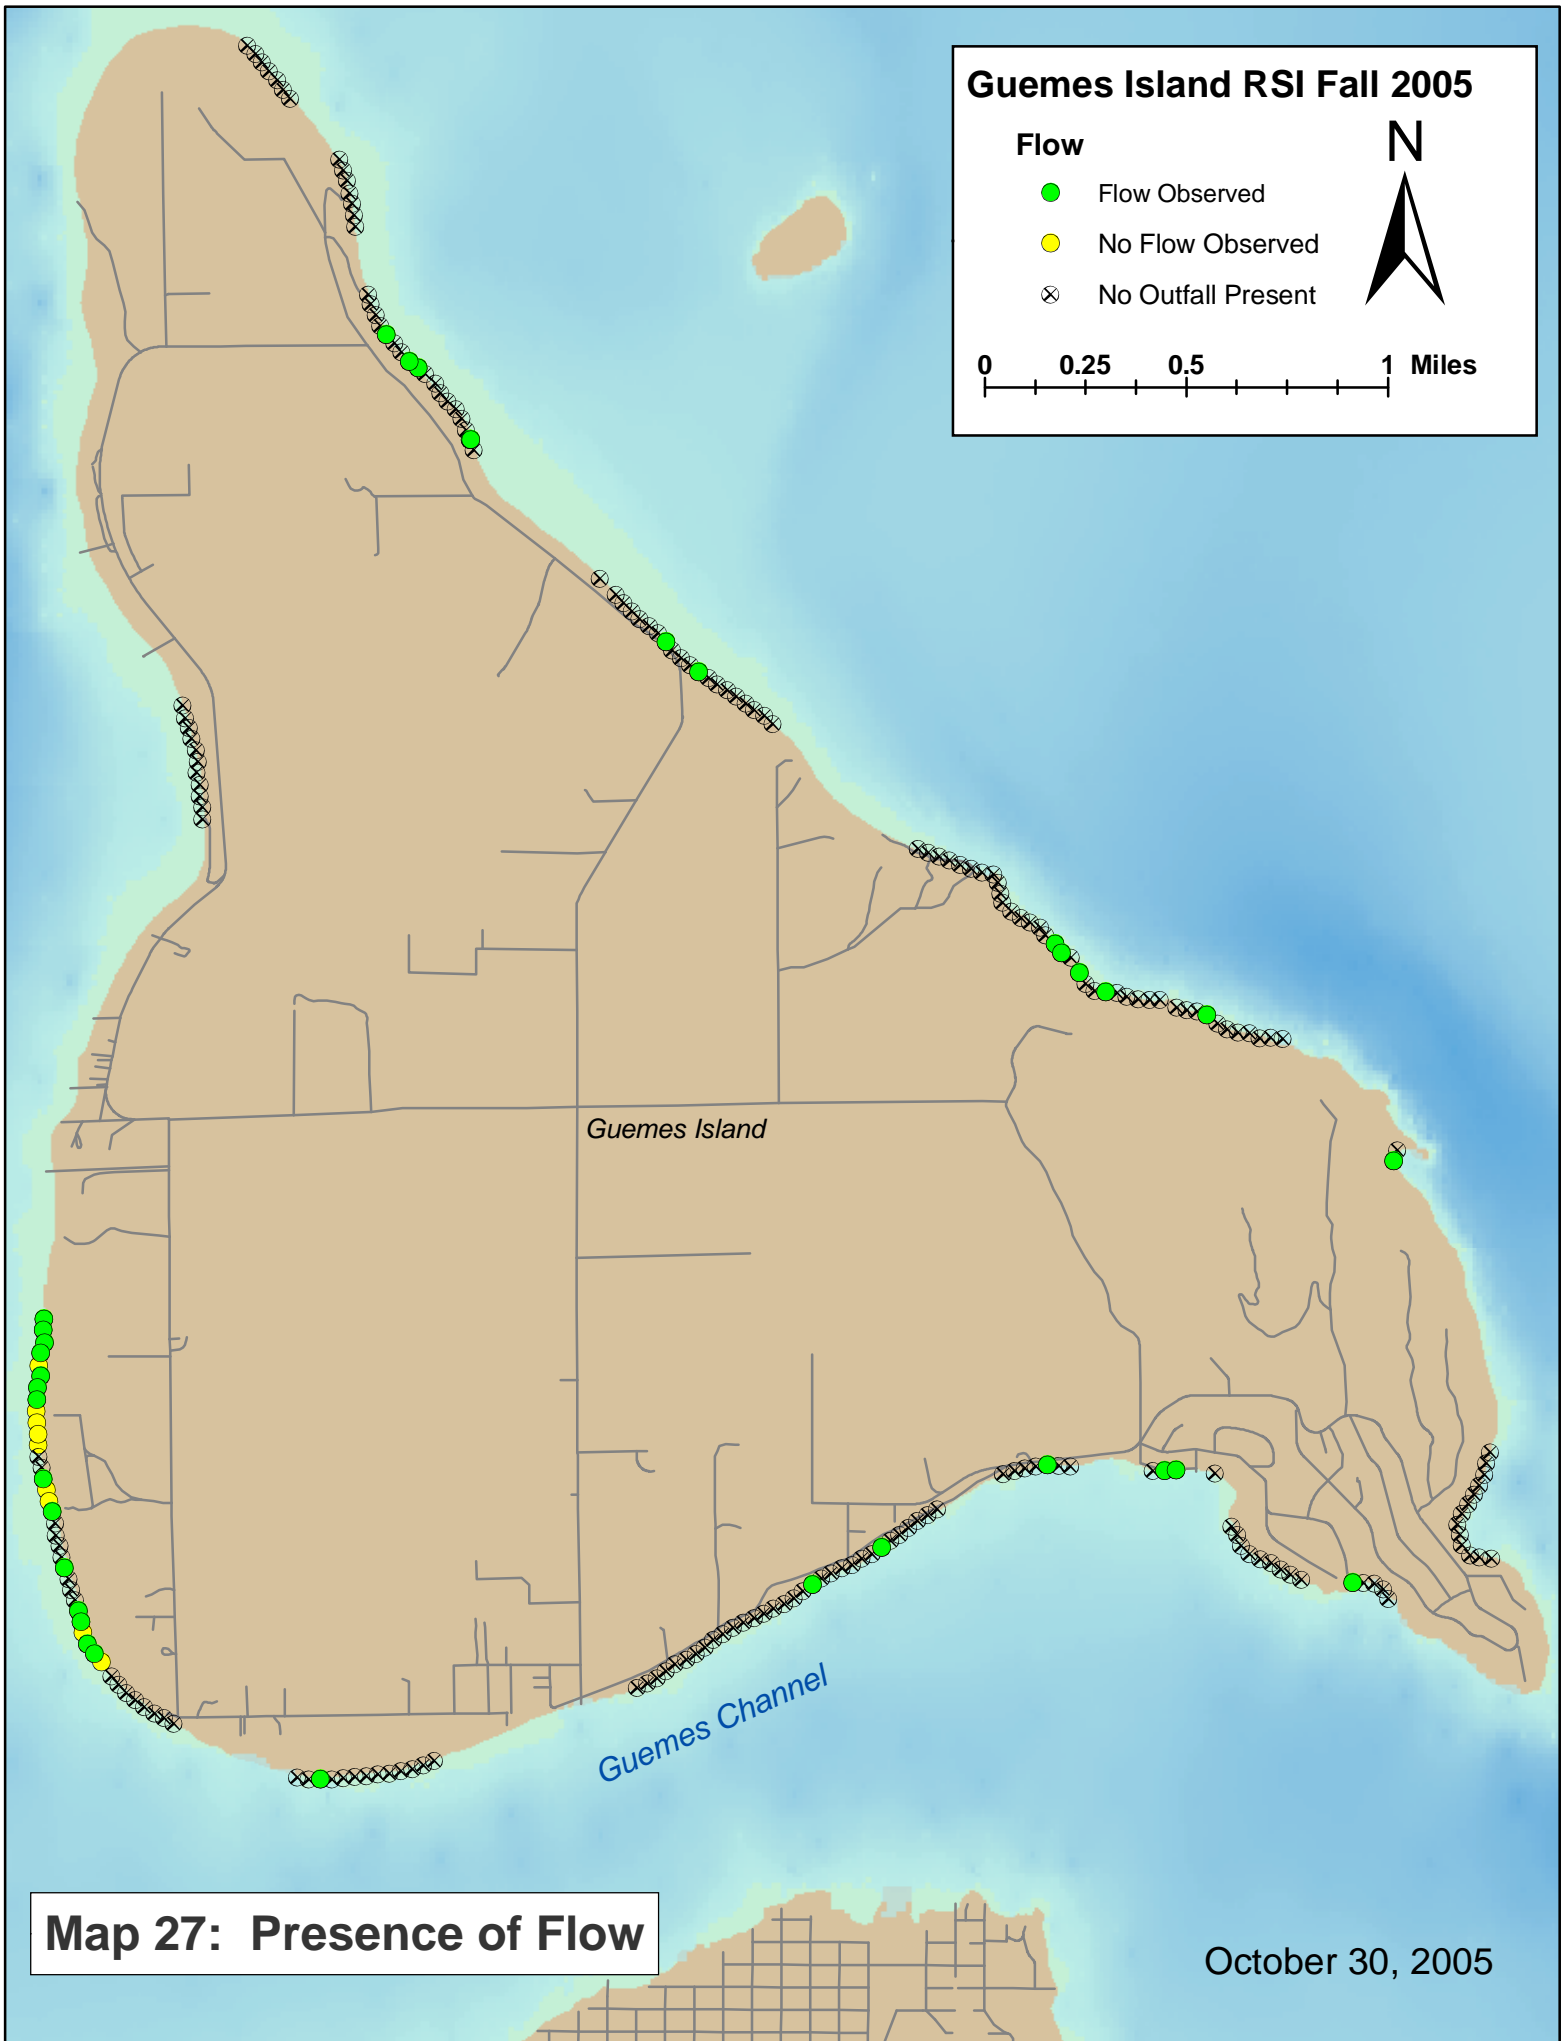 Guemes Island RSI Fall 2005
Flow
N
Flow Observed
No Flow Observed
No Outfall Present
0 0.25 0.5 1 Miles
Guemes Island
Guemes Channel
Map 27: Presence of Flow
October 30, 2005